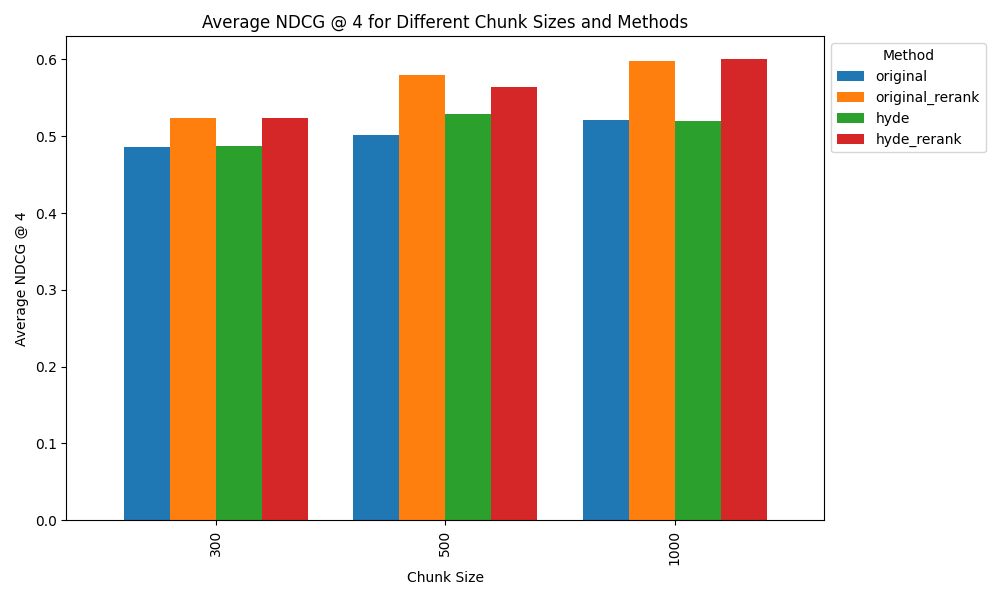 Average NDCG @ 4 for Different Chunk Sizes and Methods
Method
original
original_rerank
hyde
hyde_rerank
Average NDCG @ 4
0.6
0.5
0.4
0.3
0.2
0.1
0.0
300
500
1000
Chunk Size